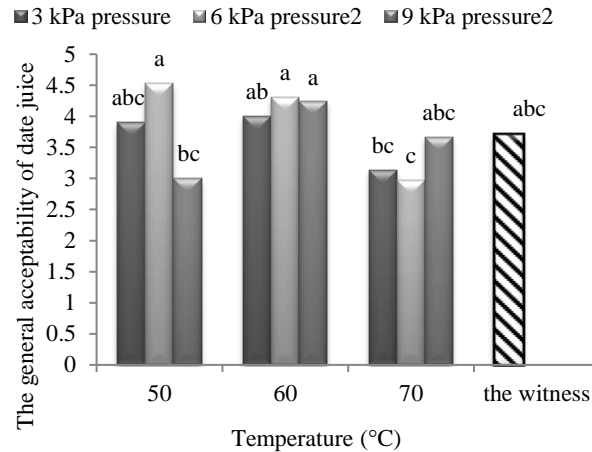 3 kPa pressure 6 kPa pressure2 9 kPa pressure2
The general acceptability of date juice
5
4.5
4
3.5
3
2.5
2
1.5
1
0.5
0
abc a bc ab a a bc c abc abc
50 60 70 the witness
Temperature (°C)